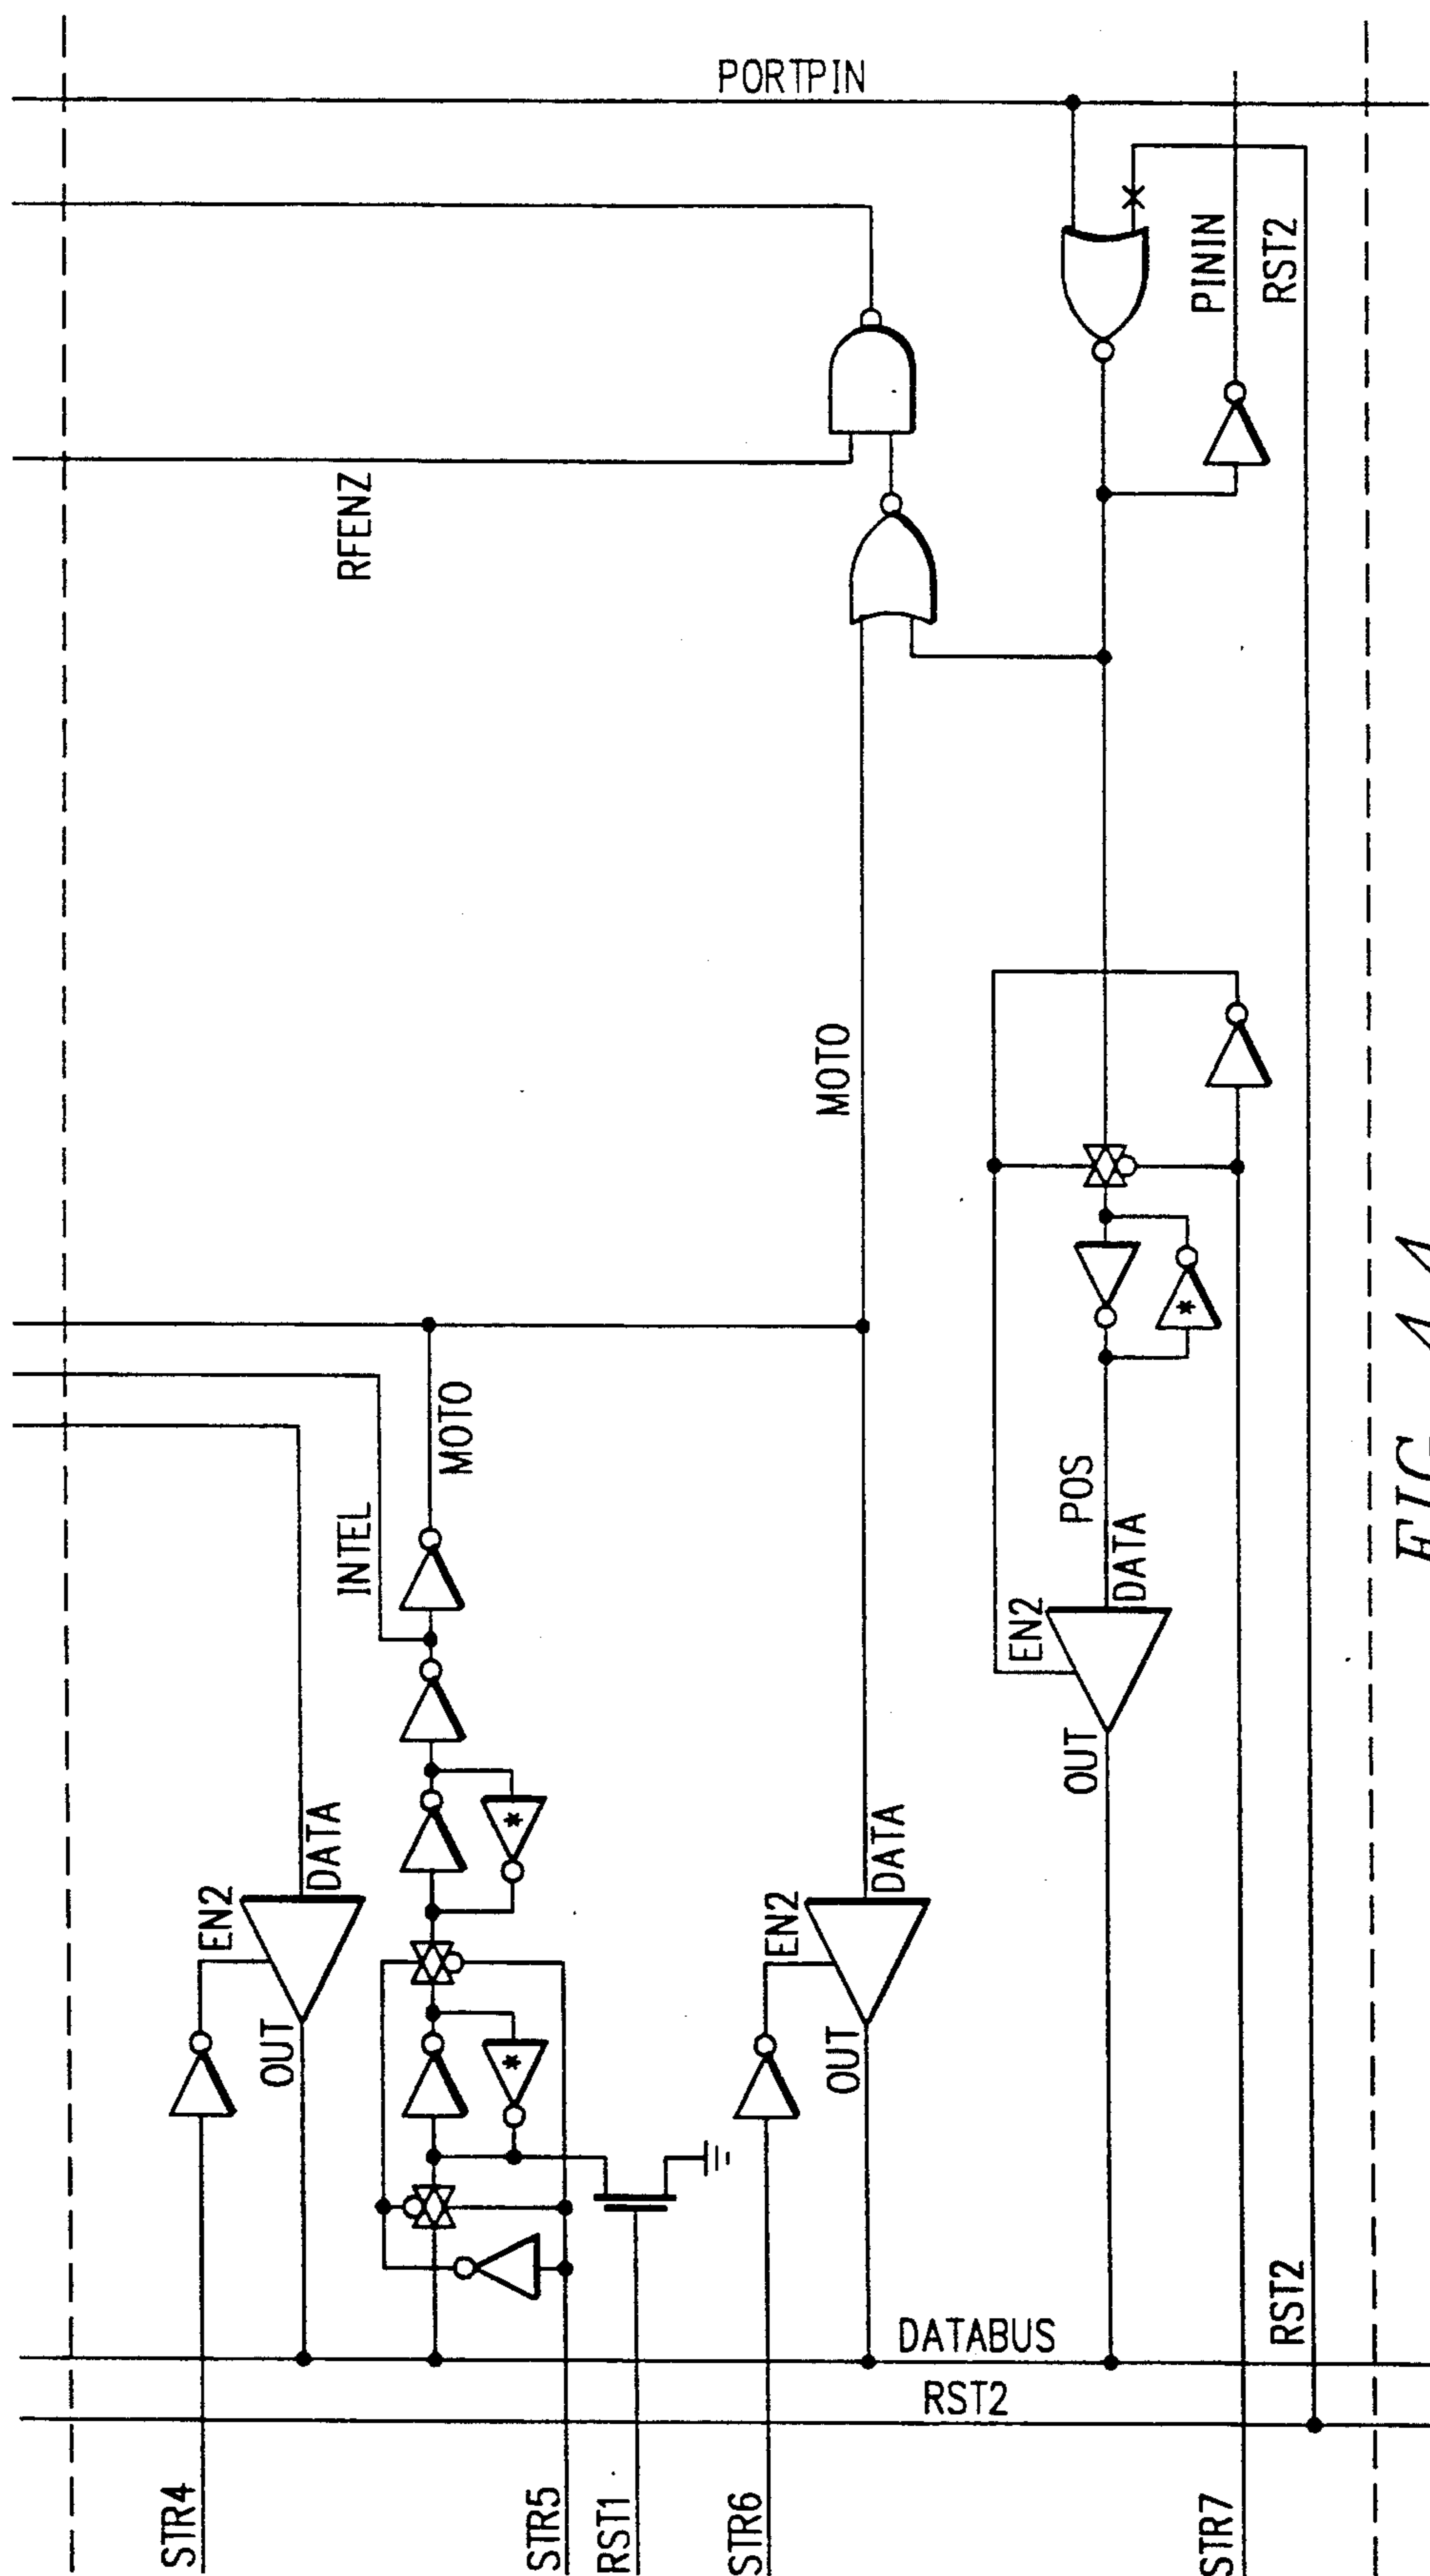 PORTPIN
PININ
RST2
RFENZ
MOTO
MOTO
INTEL
POS
DATA
EN2
OUT
DATA
EN2
OUT
*
*
*
DATA
EN2
OUT
DATABUS
RST2
RST2
STR4
STR5
RST1
STR6
STR7